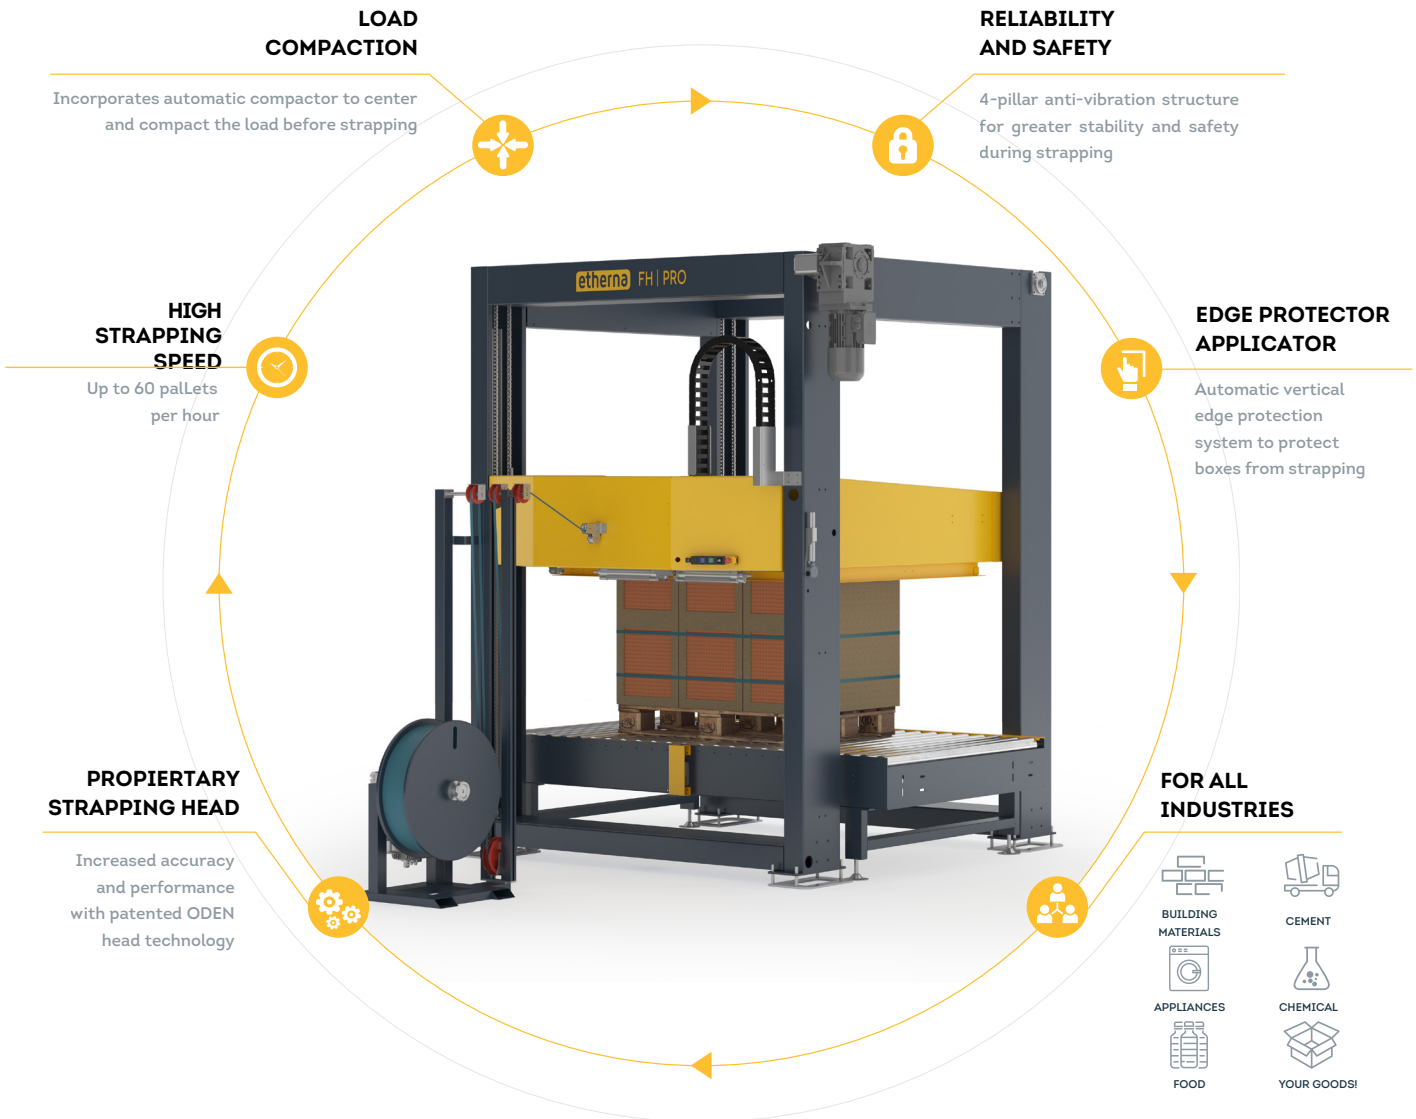 LOAD
COMPACTION
Incorporates automatic compactor to center
and compact the load before strapping
RELIABILITY
AND SAFETY
4-pillar anti-vibration structure
for greater stability and safety
during strapping
etherna FH | PRO
HIGH
STRAPPING
SPEED
Up to 60 palLets
per hour
EDGE PROTECTOR
APPLICATOR
Automatic vertical
edge protection
system to protect
boxes from strapping
PROPIERTARY
STRAPPING HEAD
Increased accuracy
and performance
with patented ODEN
head technology
FOR ALL
INDUSTRIES
BUILDING
MATERIALS
CEMENT
APPLIANCES
CHEMICAL
FOOD
YOUR GOODS!